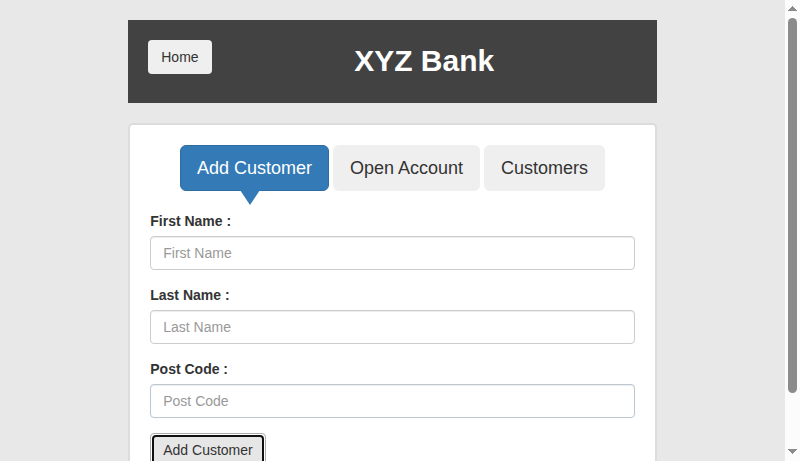 Home
XYZ Bank
Add Customer
Open Account
Customers
First Name :
First Name
Last Name :
Last Name
Post Code :
Post Code
Add Customer